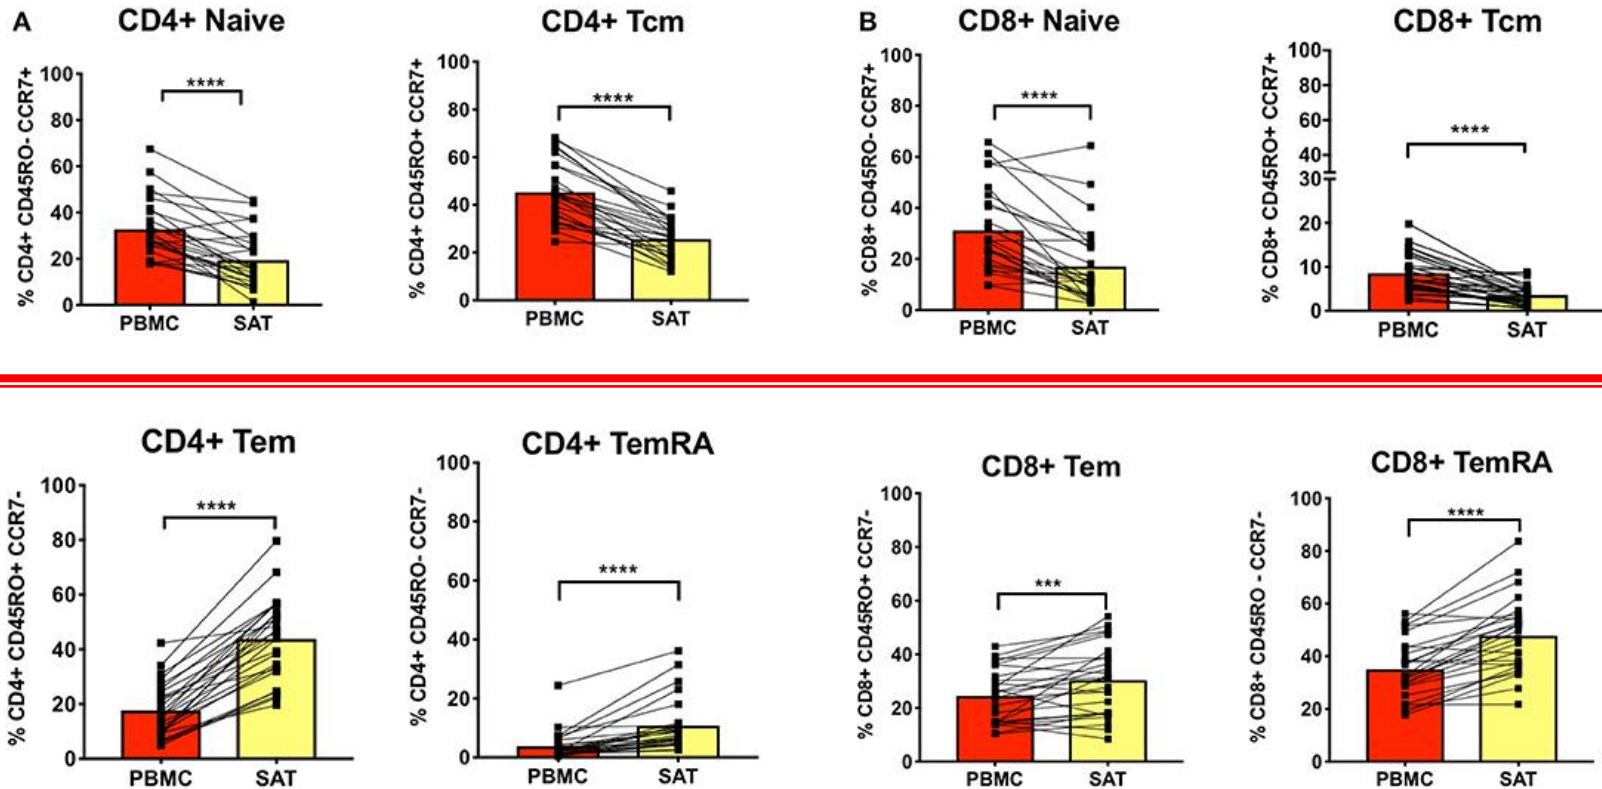 A
CD4+ Naive
% CD4+ CD45RO- CCR7+
100
80
60
40
20
0
****
PBMC
SAT
CD4+ Tcm
% CD4+ CD45RO+ CCR7+
100
80
60
40
20
0
****
PBMC
SAT
B
CD8+ Naive
% CD8+ CD45RO- CCR7+
100
80
60
40
20
0
****
PBMC
SAT
CD8+ Tcm
% CD8+ CD45RO+ CCR7+
100
80
60
40
30
20
10
0
****
PBMC
SAT
CD4+ Tem
% CD4+ CD45RO+ CCR7-
100
80
60
40
20
0
****
PBMC
SAT
CD4+ TemRA
% CD4+ CD45RO- CCR7-
100
80
60
40
20
0
****
PBMC
SAT
CD8+ Tem
% CD8+ CD45RO+ CCR7-
100
80
60
40
20
0
***
PBMC
SAT
CD8+ TemRA
% CD8+ CD45RO - CCR7-
100
80
60
40
20
0
****
PBMC
SAT